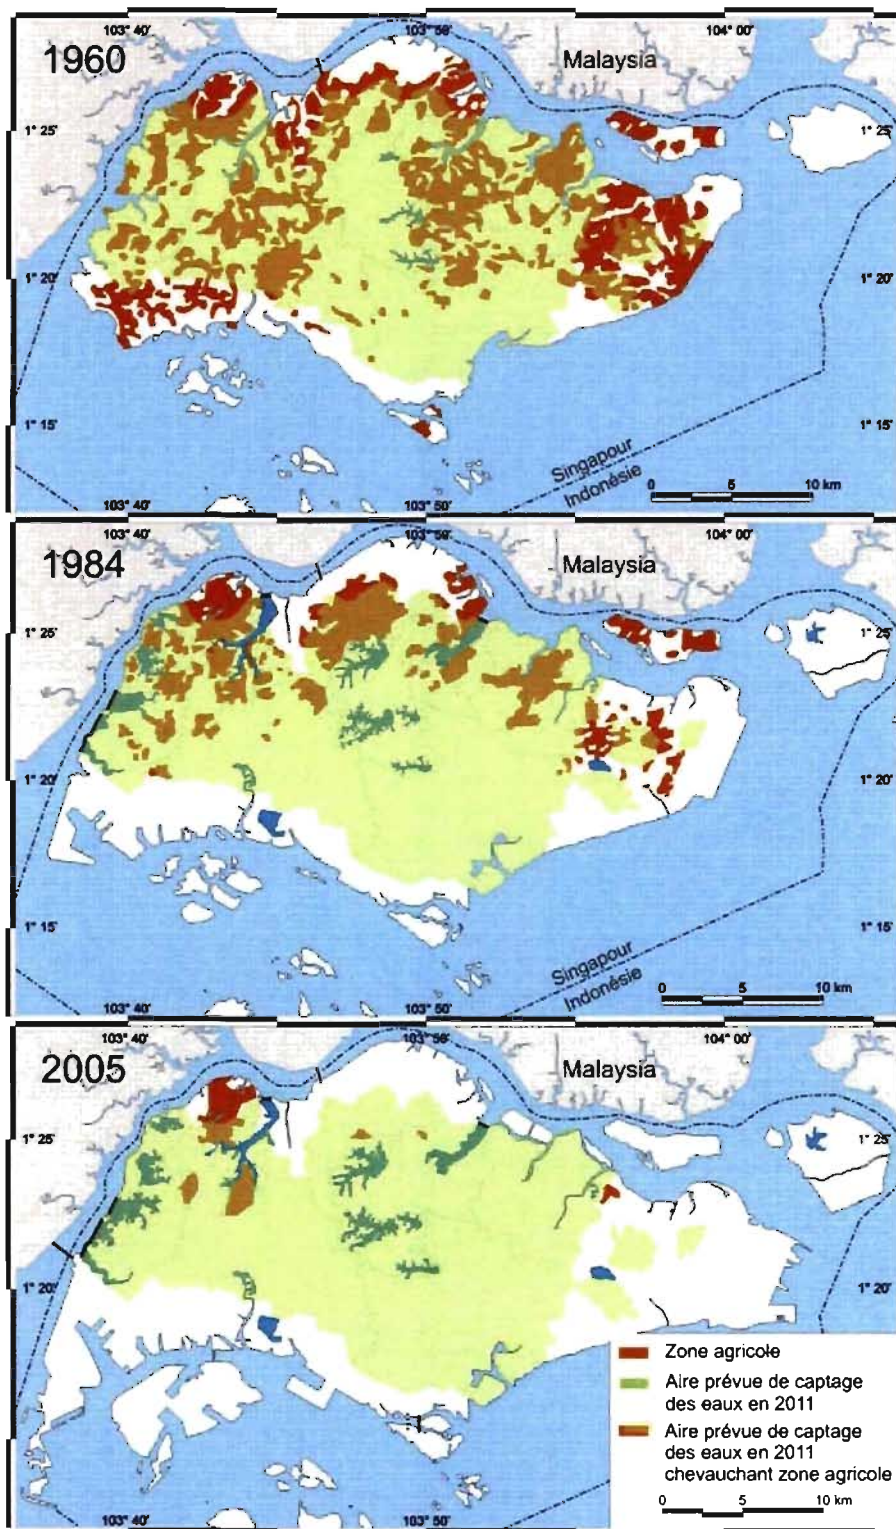 103° 40'
103° 50'
104° 00'
1960
Malaysia
1° 25'
1° 25'
1° 20'
1° 20'
1° 15'
1° 15'
Singapour
Indonésie
0 5 10 km
103° 40'
103° 50'
103° 40'
103° 50'
104° 00'
1984
Malaysia
1° 25'
1° 25'
1° 20'
1° 20'
1° 15'
1° 15'
Singapour
Indonésie
0 5 10 km
103° 40'
103° 50'
104° 00'
2005
Malaysia
1° 25'
1° 25'
1° 20'
1° 20'
Zone agricole
Aire prévue de captage
des eaux en 2011
Aire prévue de captage
des eaux en 2011
chevauchant zone agricole
0 5 10 km
103° 40'
103° 50'